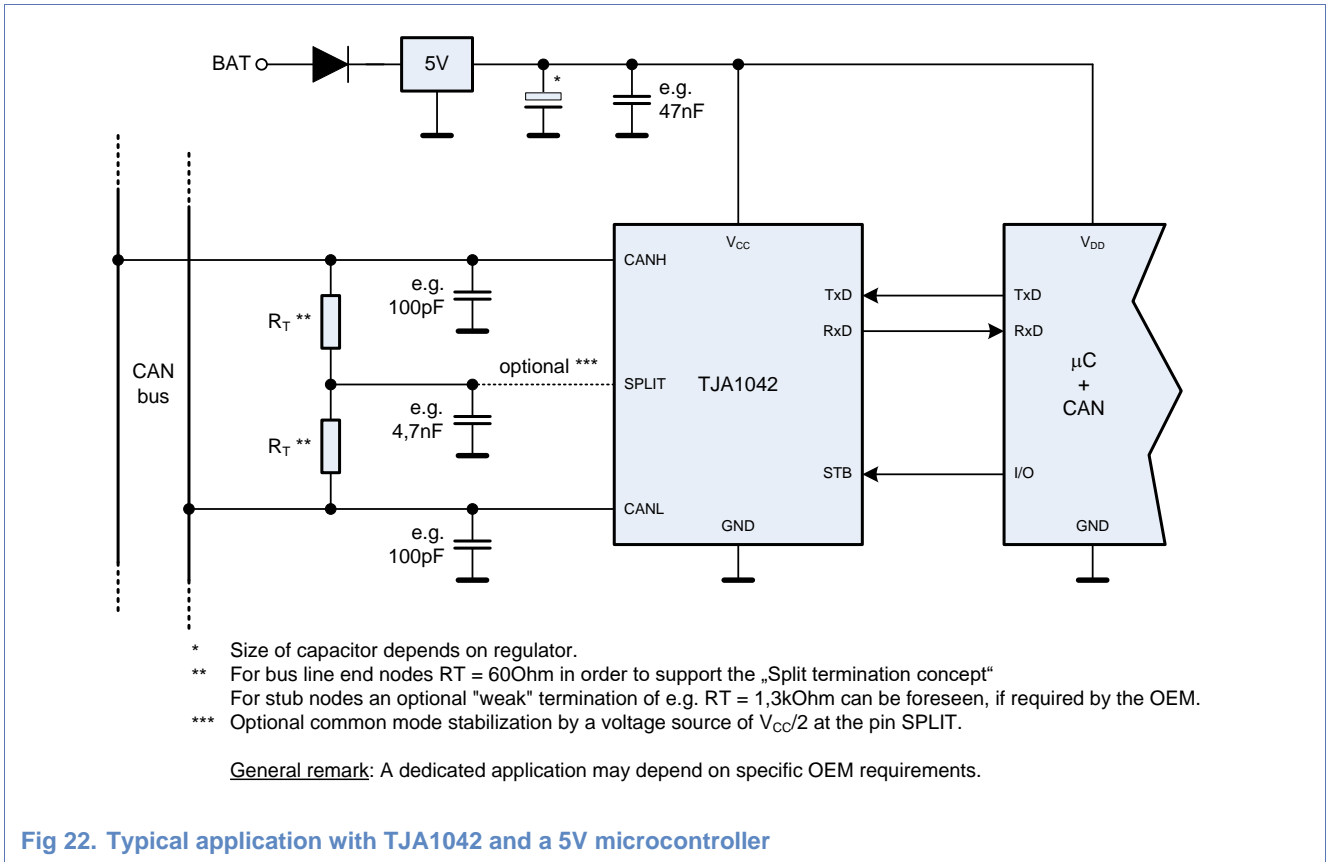 BAT
5V
*
e.g.
47nF
V_CC
V_DD
CANH
e.g.
100pF
TxD
TxD
RxD
RxD
R_T **
optional ***
SPLIT
TJA1042
µC
+
CAN
CAN
bus
e.g.
4,7nF
R_T **
STB
I/O
CANL
GND
GND
e.g.
100pF
* Size of capacitor depends on regulator.
** For bus line end nodes RT = 60Ohm in order to support the „Split termination concept“
For stub nodes an optional "weak" termination of e.g. RT = 1,3kOhm can be foreseen, if required by the OEM.
*** Optional common mode stabilization by a voltage source of V_CC/2 at the pin SPLIT.
General remark: A dedicated application may depend on specific OEM requirements.
Fig 22. Typical application with TJA1042 and a 5V microcontroller